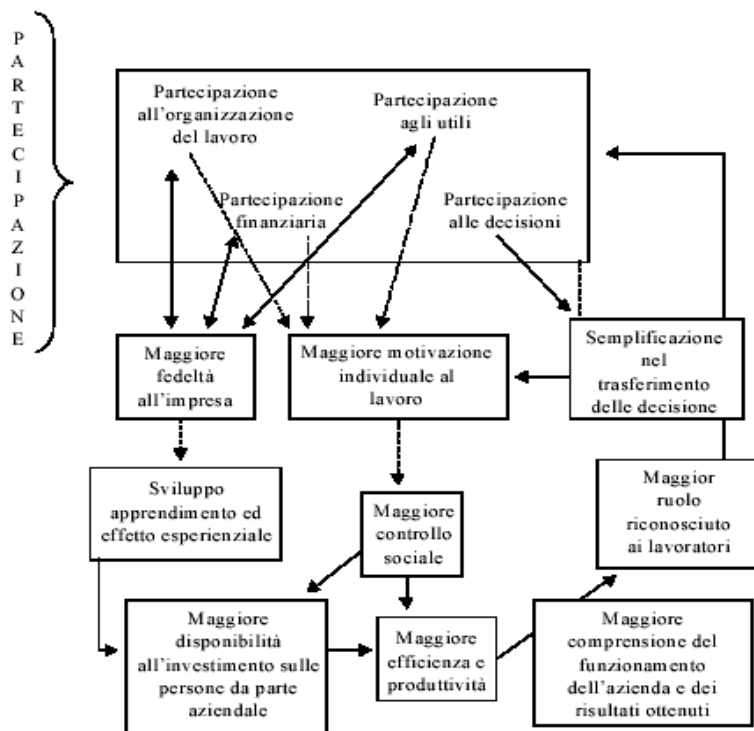 PARTECIPAZIONE
Partecipazione
all'organizzazione
del lavoro
Partecipazione
agli utili
Partecipazione
finanziaria
Partecipazione
alle decisioni
Maggiore
fedeltà
all'impresa
Maggiore motivazione
individuale al
lavoro
Semplificazione
nel
trasferimento
delle decisione
Sviluppo
apprendimento ed
effetto esperienziale
Maggiore
controllo
sociale
Maggior
ruolo
riconosciuto
ai lavoratori
Maggiore
disponibilità
all'investimento sulle
persone da parte
aziendale
Maggiore
efficienza e
produttività
Maggiore
comprensione del
funzionamento
dell'azienda e dei
risultati ottenuti